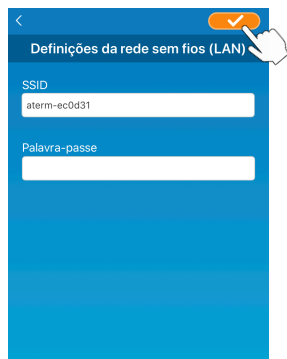 Definições da rede sem fios (LAN)
SSID
aterm-ec0d31
Palavra-passe